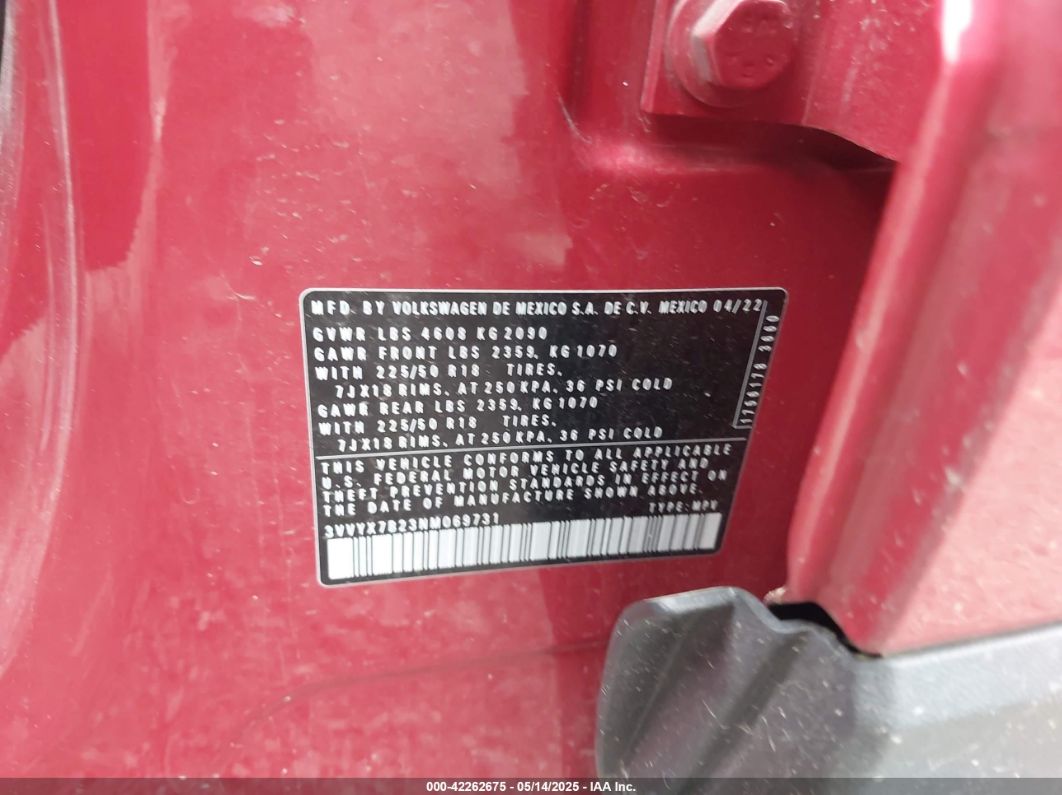 MFD. BY VOLKSWAGEN DE MEXICO S.A. DE C.V. MEXICO 04/22
GVWR LBS 4608 KG 2090
GAWR FRONT LBS 2359, KG 1070
WITH 225/50 R18 TIRES,
7JX18 RIMS, AT 250 KPA, 36 PSI COLD
GAWR REAR LBS 2359, KG 1070
WITH 225/50 R18 TIRES,
7JX18 RIMS, AT 250 KPA, 36 PSI COLD
1756178 3660
THIS VEHICLE CONFORMS TO ALL APPLICABLE
U.S. FEDERAL MOTOR VEHICLE SAFETY AND
THEFT PREVENTION STANDARDS IN EFFECT ON
THE DATE OF MANUFACTURE SHOWN ABOVE.
TYPE: MPV
3VVYX7B23NM069731
000-42262675 - 05/14/2025 - IAA Inc.